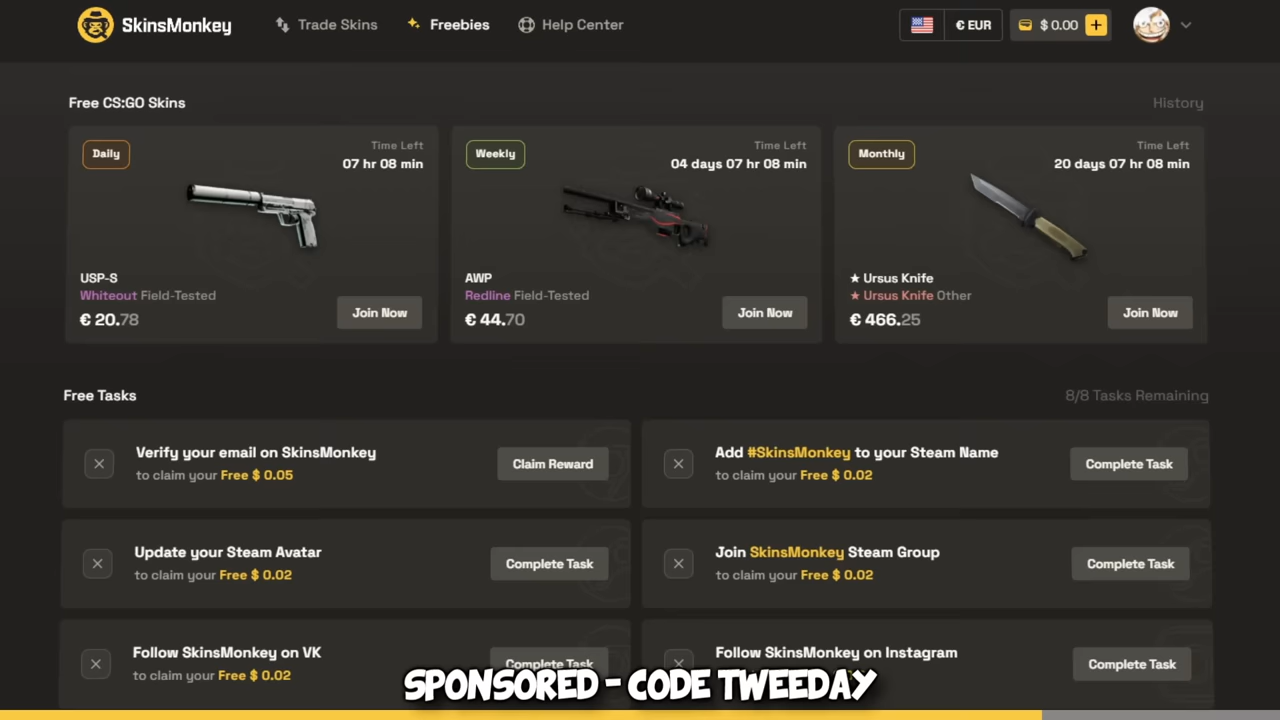 SkinsMonkey
Trade Skins
Freebies
Help Center
€ EUR
$ 0.00
Free CS:GO Skins
History
Daily
Time Left
07 hr 08 min
USP-S
Whiteout Field-Tested
€ 20.78
Join Now
Weekly
Time Left
04 days 07 hr 08 min
AWP
Redline Field-Tested
€ 44.70
Join Now
Monthly
Time Left
20 days 07 hr 08 min
★ Ursus Knife
★ Ursus Knife Other
€ 466.25
Join Now
Free Tasks
8/8 Tasks Remaining
Verify your email on SkinsMonkey
to claim your Free $ 0.05
Claim Reward
Add #SkinsMonkey to your Steam Name
to claim your Free $ 0.02
Complete Task
Update your Steam Avatar
to claim your Free $ 0.02
Complete Task
Join SkinsMonkey Steam Group
to claim your Free $ 0.02
Complete Task
Follow SkinsMonkey on VK
to claim your Free $ 0.02
Complete Task
Follow SkinsMonkey on Instagram
Complete Task
SPONSORED - CODE TWEEDAY